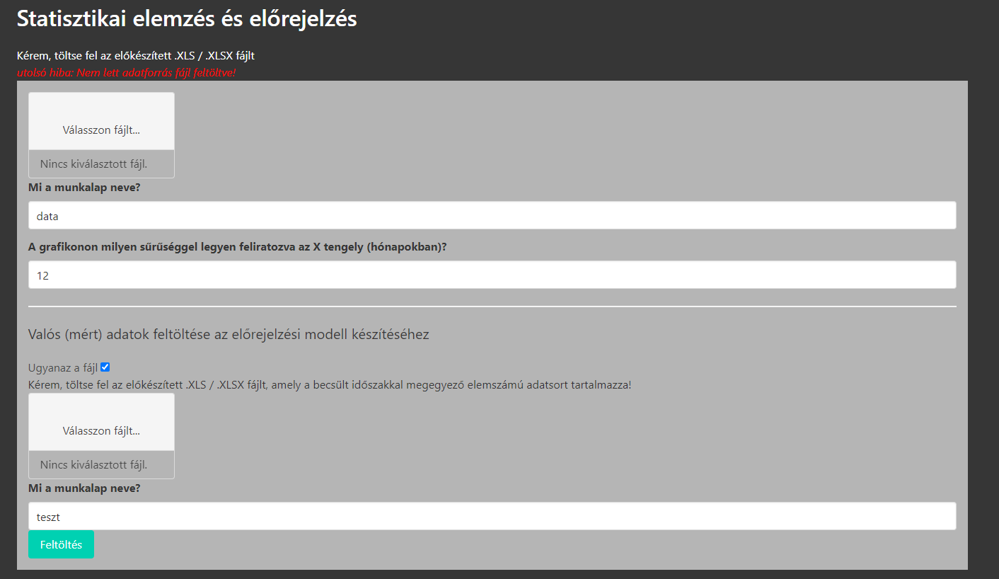 Statisztikai elemzés és előrejelzés
Kérem, töltse fel az előkészített .XLS / .XLSX fájlt
utolsó hiba: Nem lett adatforrás fájl feltöltve!
Válasszon fájlt...
Nincs kiválasztott fájl.
Mi a munkalap neve?
data
A grafikonon milyen sűrűséggel legyen feliratozva az X tengely (hónapokban)?
12
Valós (mért) adatok feltöltése az előrejelzési modell készítéséhez
Ugyanaz a fájl
Kérem, töltse fel az előkészített .XLS / .XLSX fájlt, amely a becsült időszakkal megegyező elemszámú adatsort tartalmazza!
Válasszon fájlt...
Nincs kiválasztott fájl.
Mi a munkalap neve?
teszt
Feltöltés